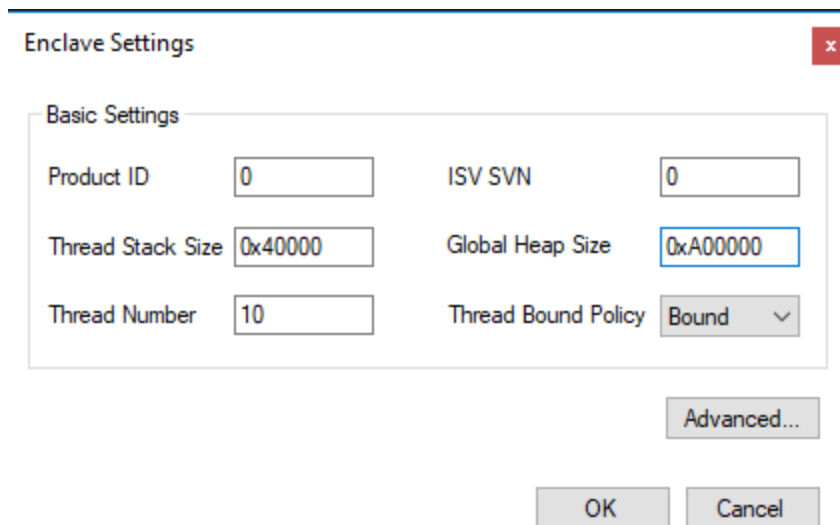 Enclave Settings
x
Basic Settings
Product ID 0 ISV SVN 0
Thread Stack Size 0x40000 Global Heap Size 0xA00000
Thread Number 10 Thread Bound Policy Bound
Advanced...
OK Cancel